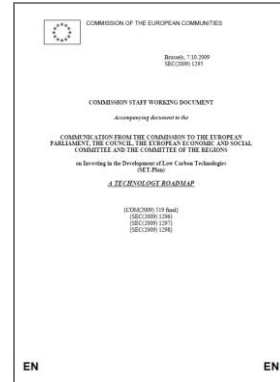 COMMISSION OF THE EUROPEAN COMMUNITIES
Brussels, 7.10.2009
SEC(2009) 1295
COMMISSION STAFF WORKING DOCUMENT
Accompanying document to the
COMMUNICATION FROM THE COMMISSION TO THE EUROPEAN
PARLIAMENT, THE COUNCIL, THE EUROPEAN ECONOMIC AND SOCIAL
COMMITTEE AND THE COMMITTEE OF THE REGIONS
on Investing in the Development of Low Carbon Technologies
(SET-Plan)
A TECHNOLOGY ROADMAP
{COM(2009) 519 final}
{SEC(2009) 1296}
{SEC(2009) 1297}
{SEC(2009) 1298}
EN EN